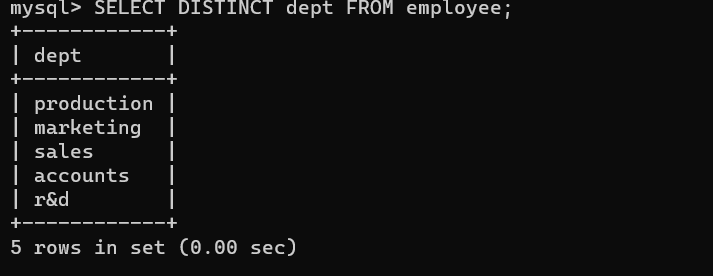 mysql> SELECT DISTINCT dept FROM employee;
+------------+
| dept       |
+------------+
| production |
| marketing  |
| sales      |
| accounts   |
| r&d        |
+------------+
5 rows in set (0.00 sec)